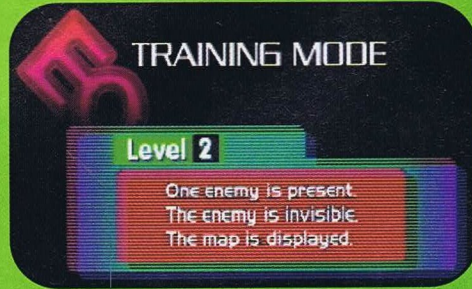 TRAINING MODE
Level 2
One enemy is present.
The enemy is invisible.
The map is displayed.